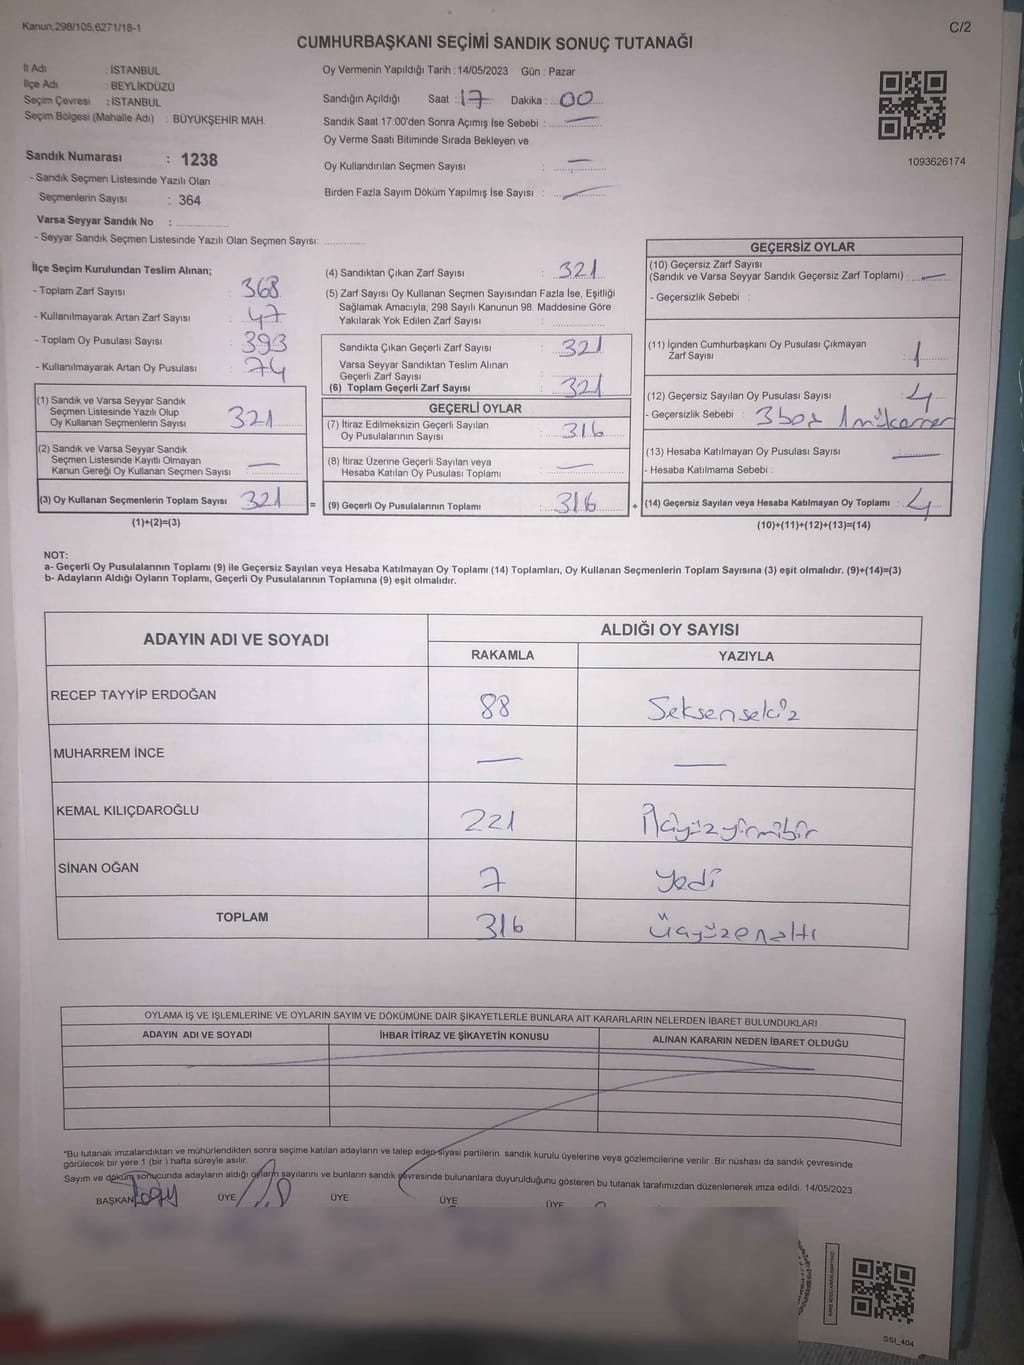 Kanun;298/105;6271/18-1
C/2
CUMHURBAŞKANI SEÇİMİ SANDIK SONUÇ TUTANAĞI
İl Adı : İSTANBUL
İlçe Adı : BEYLİKDÜZÜ
Seçim Çevresi : İSTANBUL
Seçim Bölgesi (Mahalle Adı) : BÜYÜKŞEHİR MAH.
Sandık Numarası : 1238
- Sandık Seçmen Listesinde Yazılı Olan
Seçmenlerin Sayısı : 364
Varsa Seyyar Sandık No :
- Seyyar Sandık Seçmen Listesinde Yazılı Olan Seçmen Sayısı:
Oy Vermenin Yapıldığı Tarih : 14/05/2023 Gün : Pazar
Sandığın Açıldığı Saat : 17 Dakika : 00
Sandık Saat 17:00'den Sonra Açımış İse Sebebi : —
Oy Verme Saati Bitiminde Sırada Bekleyen ve
Oy Kullandırılan Seçmen Sayısı : —
Birden Fazla Sayım Döküm Yapılmış İse Sayısı : —
1093626174
İlçe Seçim Kurulundan Teslim Alınan;
- Toplam Zarf Sayısı : 368
- Kullanılmayarak Artan Zarf Sayısı : 47
- Toplam Oy Pusulası Sayısı : 393
- Kullanılmayarak Artan Oy Pusulası : 74
(1) Sandık ve Varsa Seyyar Sandık
Seçmen Listesinde Yazılı Olup
Oy Kullanan Seçmenlerin Sayısı : 321
(2) Sandık ve Varsa Seyyar Sandık
Seçmen Listesinde Kayıtlı Olmayan
Kanun Gereği Oy Kullanan Seçmen Sayısı : —
(3) Oy Kullanan Seçmenlerin Toplam Sayısı : 321
(1)+(2)=(3)
(4) Sandıktan Çıkan Zarf Sayısı : 321
(5) Zarf Sayısı Oy Kullanan Seçmen Sayısından Fazla İse, Eşitliği
Sağlamak Amacıyla, 298 Sayılı Kanunun 98. Maddesine Göre
Yakılarak Yok Edilen Zarf Sayısı :
Sandıkta Çıkan Geçerli Zarf Sayısı : 321
Varsa Seyyar Sandıktan Teslim Alınan
Geçerli Zarf Sayısı :
(6) Toplam Geçerli Zarf Sayısı : 321
GEÇERLİ OYLAR
(7) İtiraz Edilmeksizin Geçerli Sayılan
Oy Pusulalarının Sayısı : 316
(8) İtiraz Üzerine Geçerli Sayılan veya
Hesaba Katılan Oy Pusulası Toplamı : —
= (9) Geçerli Oy Pusulalarının Toplamı : 316
GEÇERSİZ OYLAR
(10) Geçersiz Zarf Sayısı
(Sandık ve Varsa Seyyar Sandık Geçersiz Zarf Toplamı) : —
- Geçersizlik Sebebi :
(11) İçinden Cumhurbaşkanı Oy Pusulası Çıkmayan
Zarf Sayısı : 1
(12) Geçersiz Sayılan Oy Pusulası Sayısı : 4
- Geçersizlik Sebebi : 3 boş 1 mükerrer
(13) Hesaba Katılmayan Oy Pusulası Sayısı : —
- Hesaba Katılmama Sebebi :
+ (14) Geçersiz Sayılan veya Hesaba Katılmayan Oy Toplamı : 4
(10)+(11)+(12)+(13)=(14)
NOT:
a- Geçerli Oy Pusulalarının Toplamı (9) ile Geçersiz Sayılan veya Hesaba Katılmayan Oy Toplamı (14) Toplamları, Oy Kullanan Seçmenlerin Toplam Sayısına (3) eşit olmalıdır. (9)+(14)=(3)
b- Adayların Aldığı Oyların Toplamı, Geçerli Oy Pusulalarının Toplamına (9) eşit olmalıdır.
ADAYIN ADI VE SOYADI ALDIĞI OY SAYISI
RAKAMLA YAZIYLA
RECEP TAYYİP ERDOĞAN 88 Seksensekiz
MUHARREM İNCE — —
KEMAL KILIÇDAROĞLU 221 İkiyüzyirmibir
SİNAN OĞAN 7 Yedi
TOPLAM 316 Üçyüzonaltı
OYLAMA İŞ VE İŞLEMLERİNE VE OYLARIN SAYIM VE DÖKÜMÜNE DAİR ŞİKAYETLERLE BUNLARA AİT KARARLARIN NELERDEN İBARET BULUNDUKLARI
ADAYIN ADI VE SOYADI İHBAR İTİRAZ VE ŞİKAYETİN KONUSU ALINAN KARARIN NEDEN İBARET OLDUĞU
*Bu tutanak imzalandıktan ve mühürlendikten sonra seçime katılan adayların ve talep eden siyasi partilerin sandık kurulu üyelerine veya gözlemcilerine verilir. Bir nüshası da sandık çevresinde
görülecek bir yere 1 (bir ) hafta süreyle asılır.
Sayım ve döküm sonucunda adayların aldığı oyların sayılarını ve bunların sandık çevresinde bulunanlara duyurulduğunu gösteren bu tutanak tarafımızdan düzenlenerek imza edildi. 14/05/2023
BAŞKAN ÜYE ÜYE ÜYE ÜYE
SSI_404